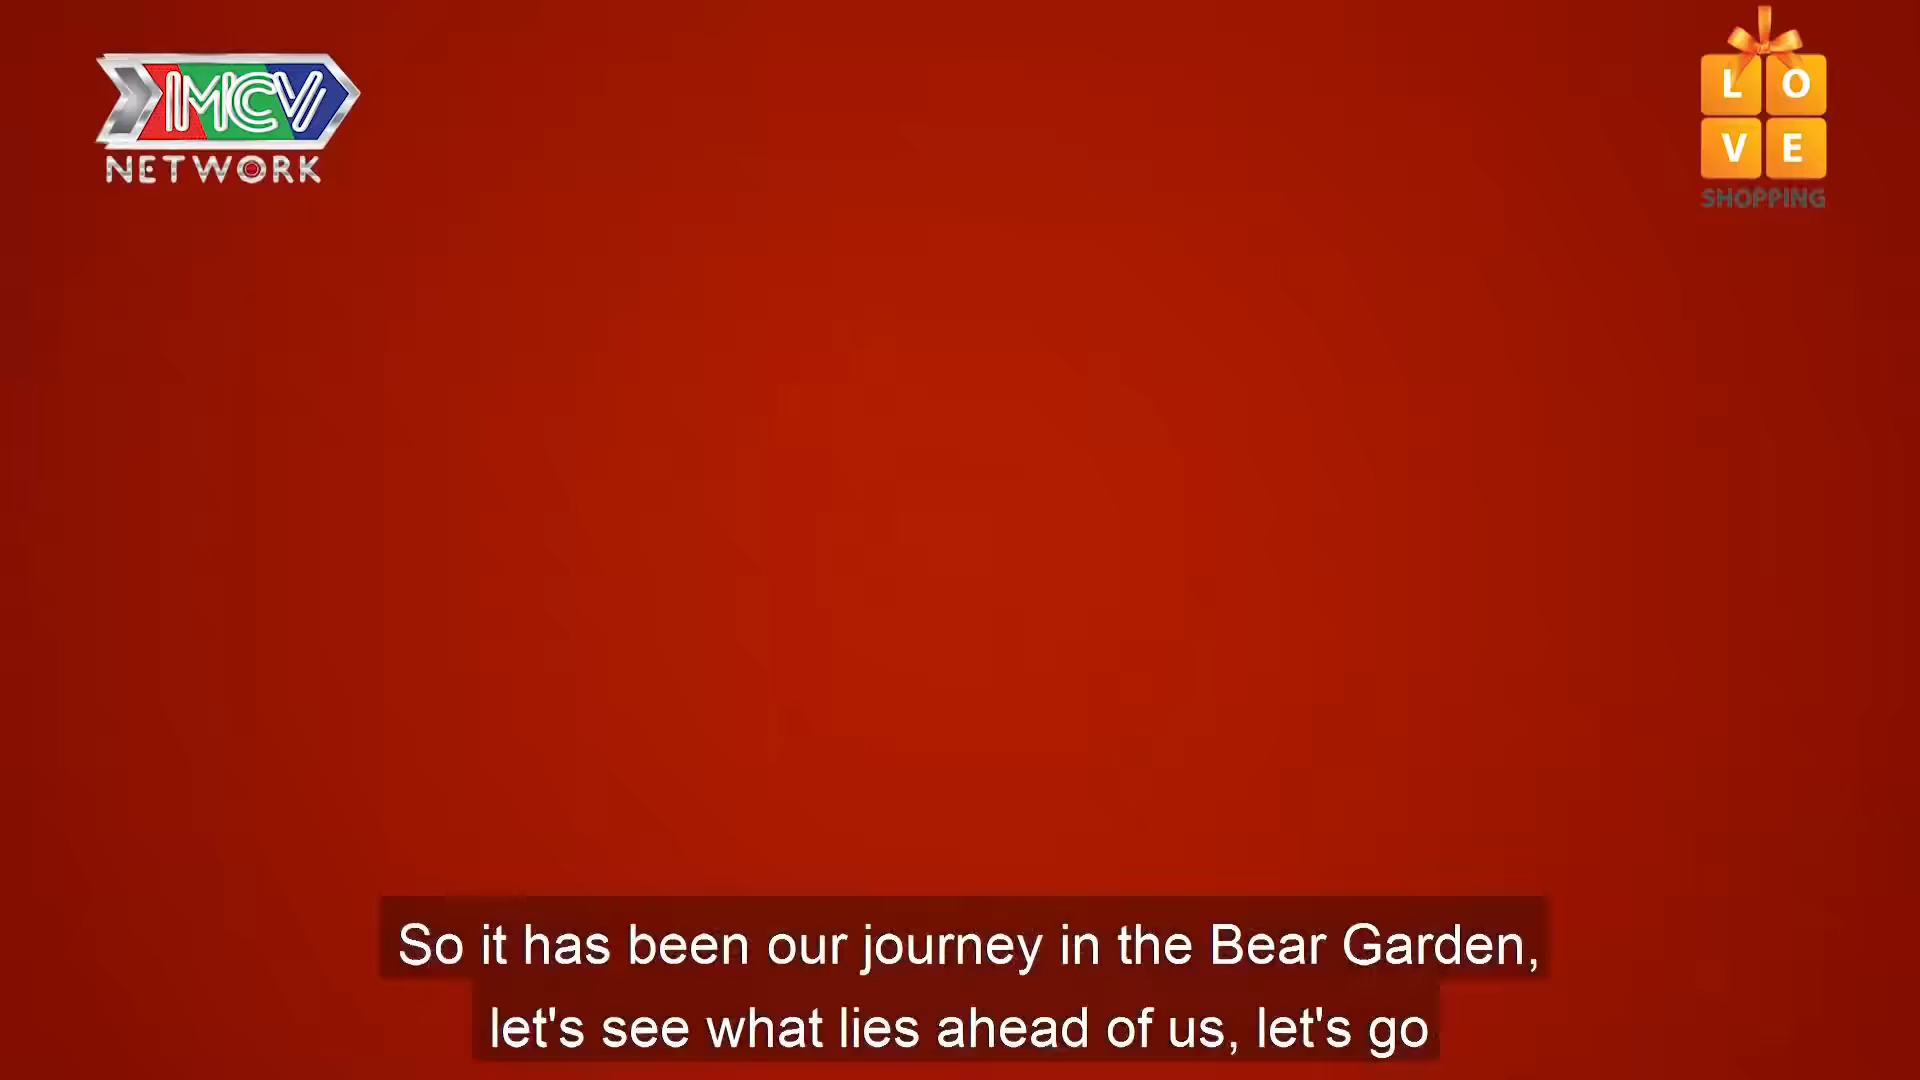 MCV
NETWORK
L O
V E
SHOPPING
So it has been our journey in the Bear Garden,
let's see what lies ahead of us, let's go